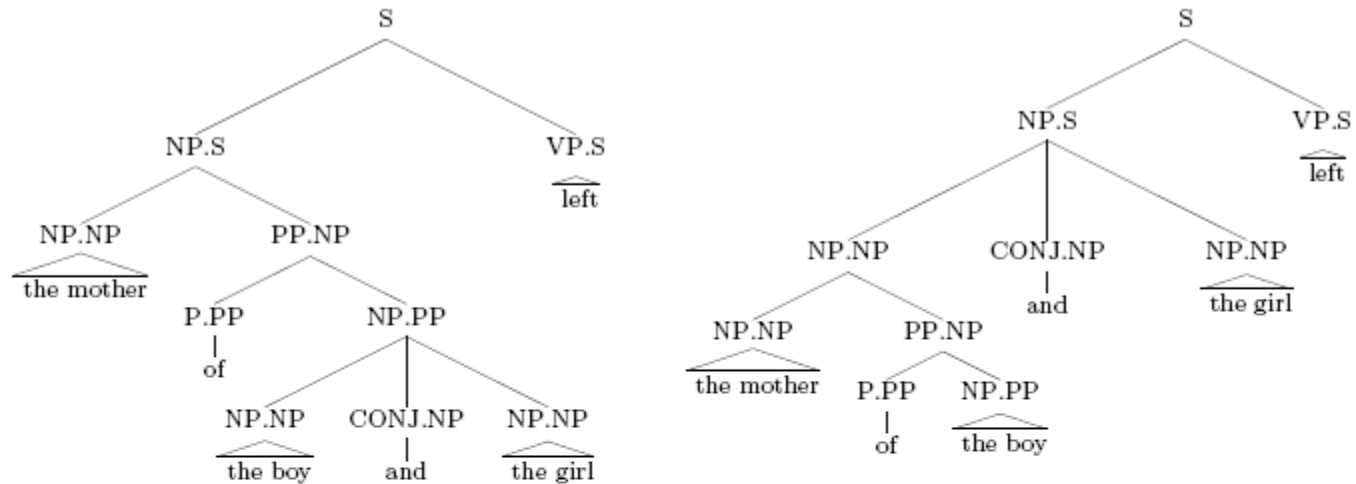 S
NP.S VP.S
left
NP.NP PP.NP
the mother
P.PP NP.PP
of
NP.NP CONJ.NP NP.NP
the boy and the girl
S
NP.S VP.S
left
NP.NP CONJ.NP NP.NP
and the girl
NP.NP PP.NP
the mother
P.PP NP.PP
of the boy